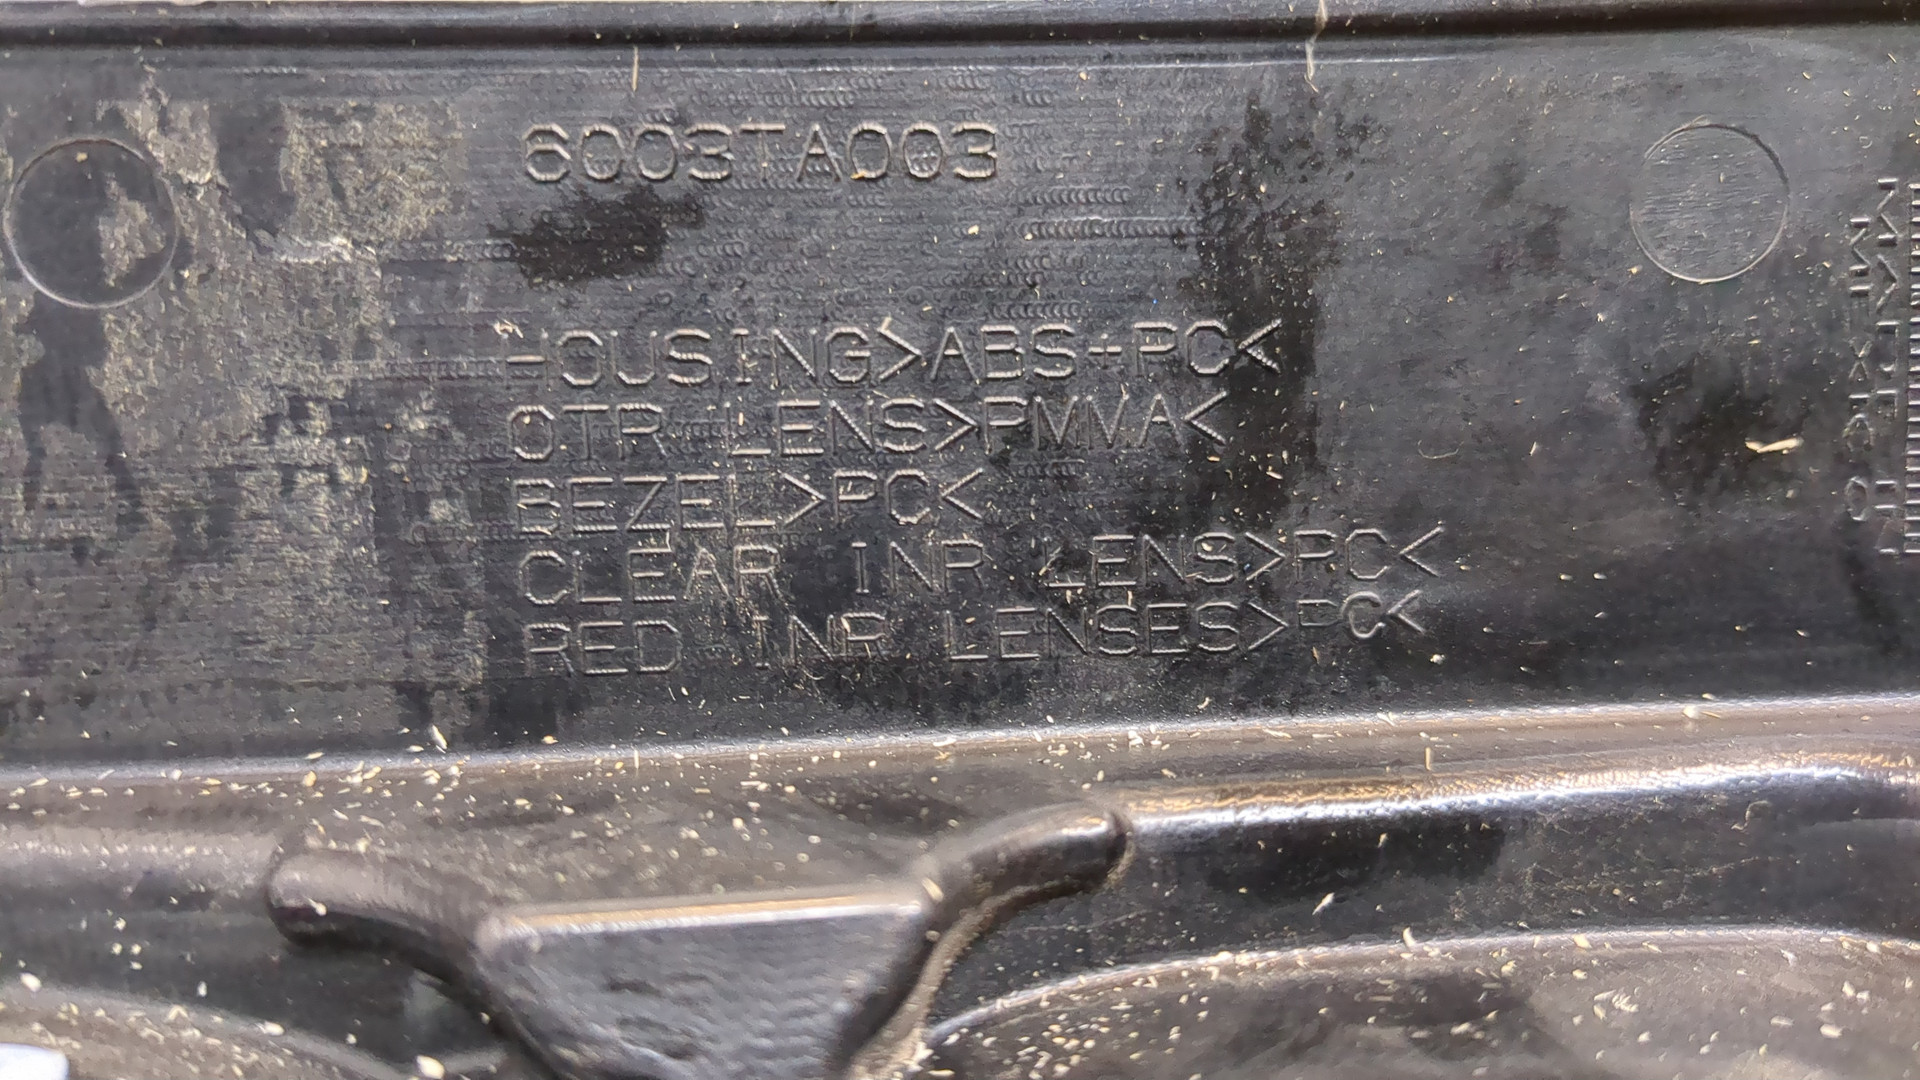 6003TA003
HOUSING>ABS+PC<
OTR LENS>PMMA<
BEZEL>PC<
CLEAR INR LENS>PC<
RED INR LENSES>PC<